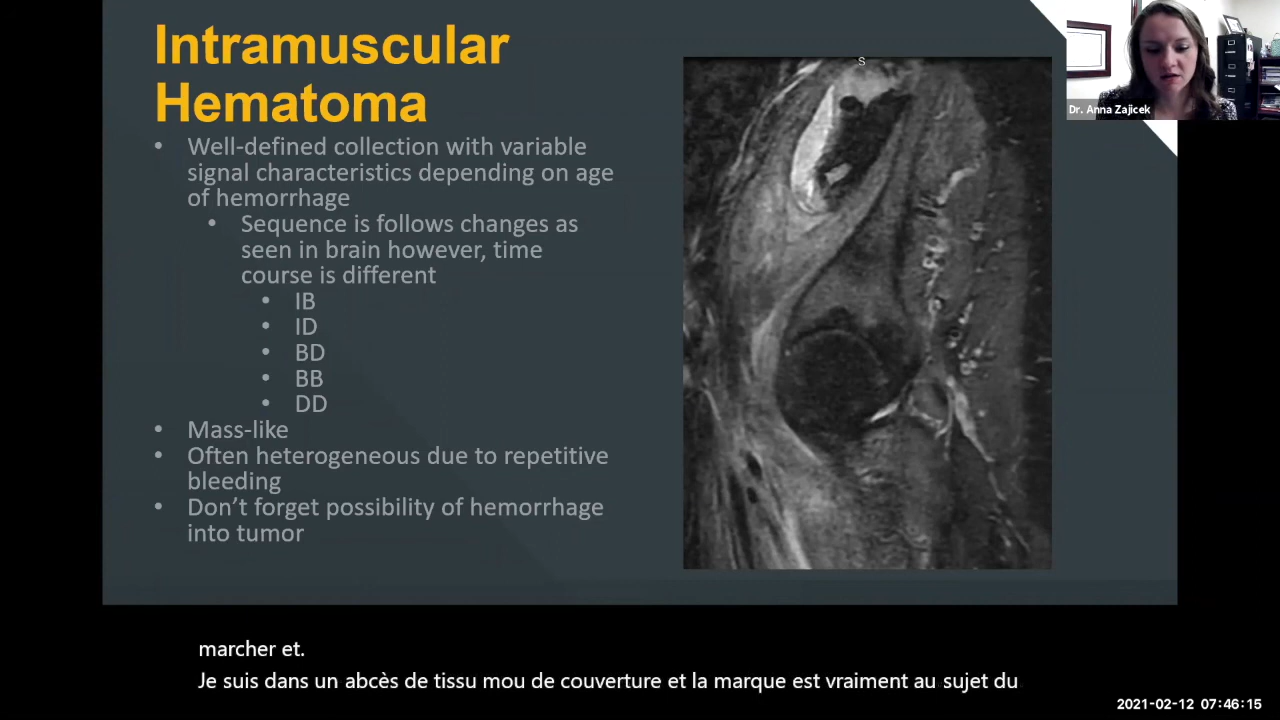 Intramuscular
Hematoma
• Well-defined collection with variable
signal characteristics depending on age
of hemorrhage
• Sequence is follows changes as
seen in brain however, time
course is different
• IB
• ID
• BD
• BB
• DD
• Mass-like
• Often heterogeneous due to repetitive
bleeding
• Don’t forget possibility of hemorrhage
into tumor
S
Dr. Anna Zajicek
marcher et.
Je suis dans un abcès de tissu mou de couverture et la marque est vraiment au sujet du
2021-02-12 07:46:15